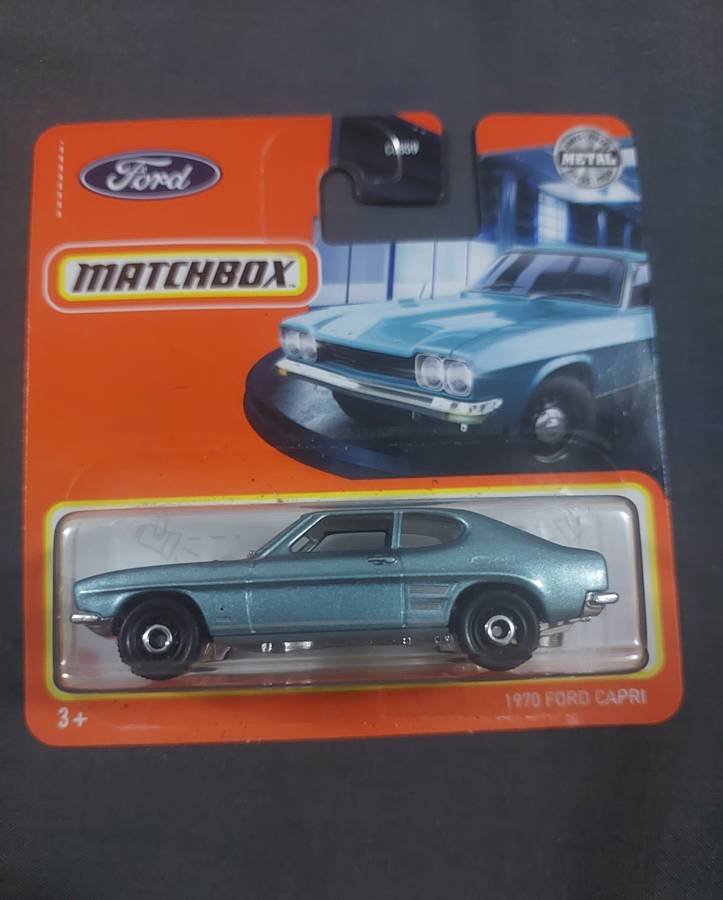 Ford
METAL
MATCHBOX
3+
1970 FORD CAPRI